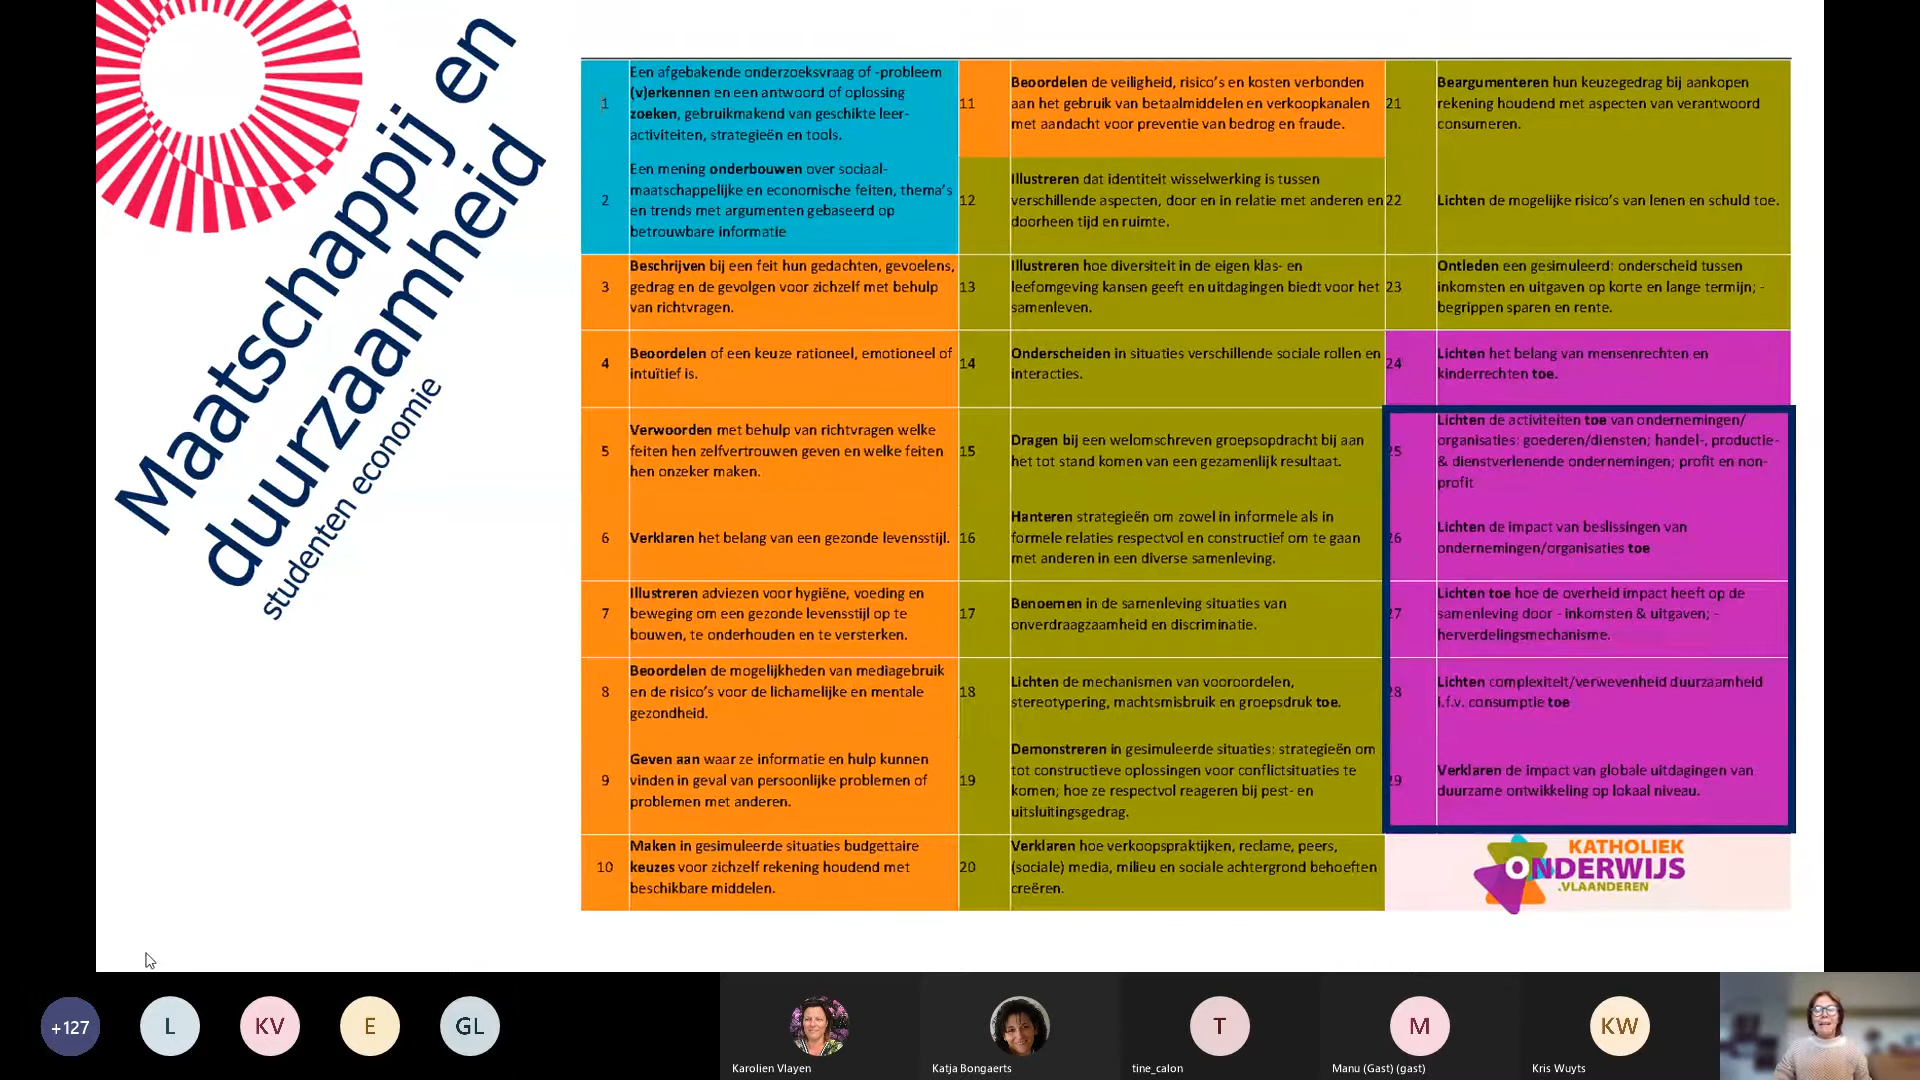 Maatschappij en
duurzaamheid
studenten economie
1
Een afgebakende onderzoeksvraag of -probleem
(v)erkennen en een antwoord of oplossing
zoeken, gebruikmakend van geschikte leer-
activiteiten, strategieën en tools.
2
Een mening onderbouwen over sociaal-
maatschappelijke en economische feiten, thema's
en trends met argumenten gebaseerd op
betrouwbare informatie
3
Beschrijven bij een feit hun gedachten, gevoelens,
gedrag en de gevolgen voor zichzelf met behulp
van richtvragen.
4
Beoordelen of een keuze rationeel, emotioneel of
intuïtief is.
5
Verwoorden met behulp van richtvragen welke
feiten hen zelfvertrouwen geven en welke feiten
hen onzeker maken.
6
Verklaren het belang van een gezonde levensstijl.
7
Illustreren adviezen voor hygiëne, voeding en
beweging om een gezonde levensstijl op te
bouwen, te onderhouden en te versterken.
8
Beoordelen de mogelijkheden van mediagebruik
en de risico's voor de lichamelijke en mentale
gezondheid.
9
Geven aan waar ze informatie en hulp kunnen
vinden in geval van persoonlijke problemen of
problemen met anderen.
10
Maken in gesimuleerde situaties budgettaire
keuzes voor zichzelf rekening houdend met
beschikbare middelen.
11
Beoordelen de veiligheid, risico's en kosten verbonden
aan het gebruik van betaalmiddelen en verkoopkanalen
met aandacht voor preventie van bedrog en fraude.
12
Illustreren dat identiteit wisselwerking is tussen
verschillende aspecten, door en in relatie met anderen en
doorheen tijd en ruimte.
13
Illustreren hoe diversiteit in de eigen klas- en
leefomgeving kansen geeft en uitdagingen biedt voor het
samenleven.
14
Onderscheiden in situaties verschillende sociale rollen en
interacties.
15
Dragen bij een welomschreven groepsopdracht bij aan
het tot stand komen van een gezamenlijk resultaat.
16
Hanteren strategieën om zowel in informele als in
formele relaties respectvol en constructief om te gaan
met anderen in een diverse samenleving.
17
Benoemen in de samenleving situaties van
onverdraagzaamheid en discriminatie.
18
Lichten de mechanismen van vooroordelen,
stereotypering, machtsmisbruik en groepsdruk toe.
19
Demonstreren in gesimuleerde situaties: strategieën om
tot constructieve oplossingen voor conflictsituaties te
komen; hoe ze respectvol reageren bij pest- en
uitsluitingsgedrag.
20
Verklaren hoe verkoopspraktijken, reclame, peers,
(sociale) media, milieu en sociale achtergrond behoeften
creëren.
21
Beargumenteren hun keuzegedrag bij aankopen
rekening houdend met aspecten van verantwoord
consumeren.
22
Lichten de mogelijke risico's van lenen en schuld toe.
23
Ontleden een gesimuleerd: onderscheid tussen
inkomsten en uitgaven op korte en lange termijn; -
begrippen sparen en rente.
24
Lichten het belang van mensenrechten en
kinderrechten toe.
25
Lichten de activiteiten toe van ondernemingen/
organisaties: goederen/diensten; handel-, productie-
& dienstverlenende ondernemingen; profit en non-
profit
26
Lichten de impact van beslissingen van
ondernemingen/organisaties toe
27
Lichten toe hoe de overheid impact heeft op de
samenleving door - inkomsten & uitgaven; -
herverdelingsmechanisme.
28
Lichten complexiteit/verwevenheid duurzaamheid
i.f.v. consumptie toe
29
Verklaren de impact van globale uitdagingen van
duurzame ontwikkeling op lokaal niveau.
KATHOLIEK
ONDERWIJS
.VLAANDEREN
+127
L
KV
E
GL
Karolien Vlayen
Katja Bongaerts
T
tine_calon
M
Manu (Gast) (gast)
KW
Kris Wuyts